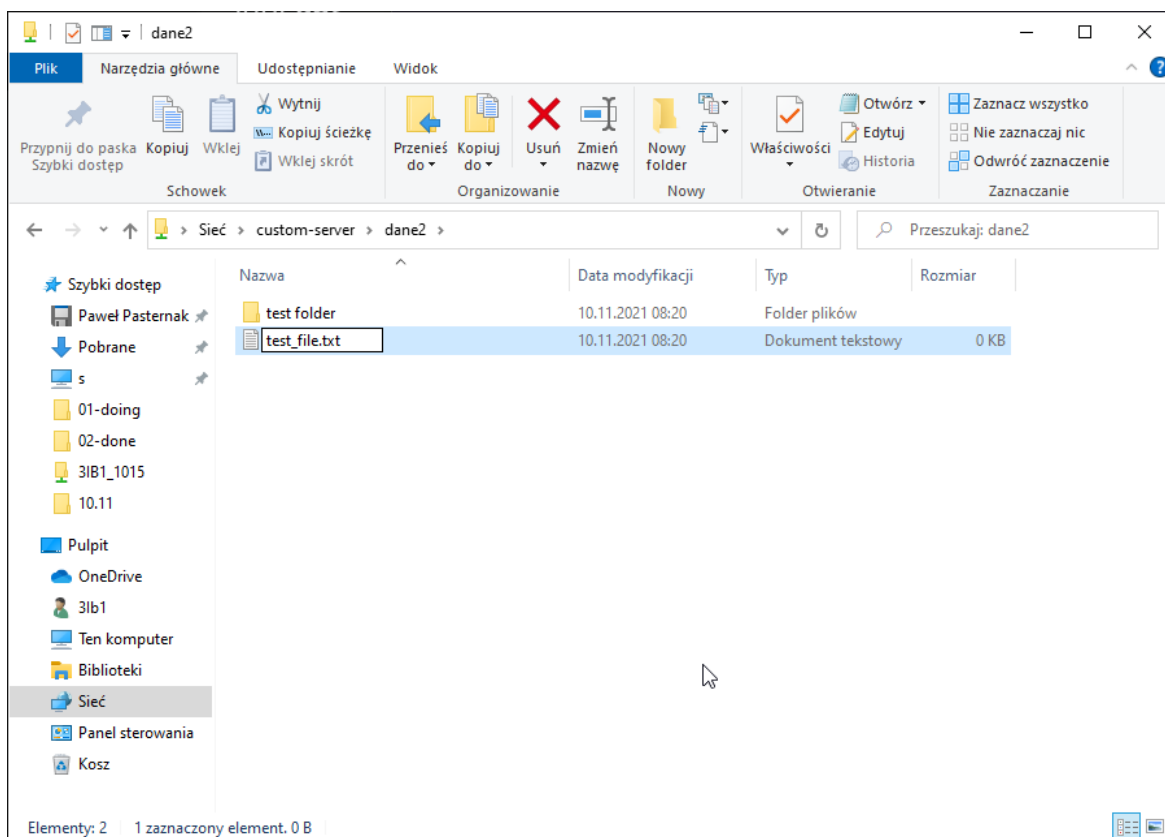 dane2
Plik Narzędzia główne Udostępnianie Widok
Przypnij do paska Szybki dostęp
Kopiuj
Wklej
Wytnij
Kopiuj ścieżkę
Wklej skrót
Schowek
Przenieś do
Kopiuj do
Usuń
Zmień nazwę
Organizowanie
Nowy folder
Nowy
Właściwości
Otwórz
Edytuj
Historia
Otwieranie
Zaznacz wszystko
Nie zaznaczaj nic
Odwróć zaznaczenie
Zaznaczanie
Sieć > custom-server > dane2 >
Przeszukaj: dane2
Nazwa Data modyfikacji Typ Rozmiar
test folder 10.11.2021 08:20 Folder plików
test_file.txt 10.11.2021 08:20 Dokument tekstowy 0 KB
Szybki dostęp
Paweł Pasternak
Pobrane
s
01-doing
02-done
3IB1_1015
10.11
Pulpit
OneDrive
3Ib1
Ten komputer
Biblioteki
Sieć
Panel sterowania
Kosz
Elementy: 2 1 zaznaczony element. 0 B